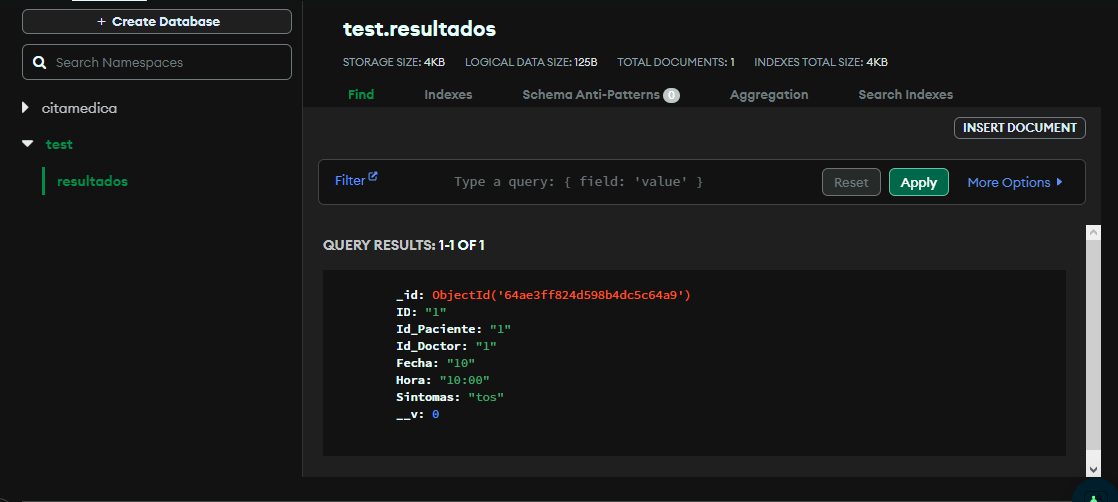 + Create Database
Search Namespaces
citamedica
test
resultados
test.resultados
STORAGE SIZE: 4KB LOGICAL DATA SIZE: 125B TOTAL DOCUMENTS: 1 INDEXES TOTAL SIZE: 4KB
Find Indexes Schema Anti-Patterns 0 Aggregation Search Indexes
INSERT DOCUMENT
Filter Type a query: { field: 'value' } Reset Apply More Options
QUERY RESULTS: 1-1 OF 1
_id: ObjectId('64ae3ff824d598b4dc5c64a9')
ID: "1"
Id_Paciente: "1"
Id_Doctor: "1"
Fecha: "10"
Hora: "10:00"
Sintomas: "tos"
__v: 0